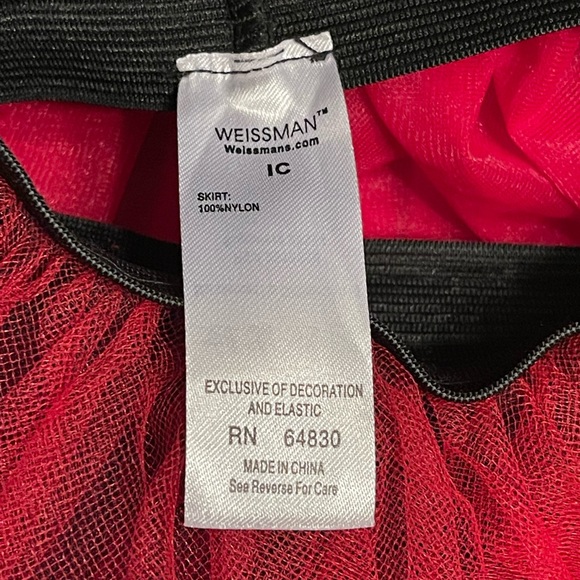 WEISSMAN™
Weissmans.com
IC
SKIRT:
100%NYLON
EXCLUSIVE OF DECORATION
AND ELASTIC
RN 64830
MADE IN CHINA
See Reverse For Care